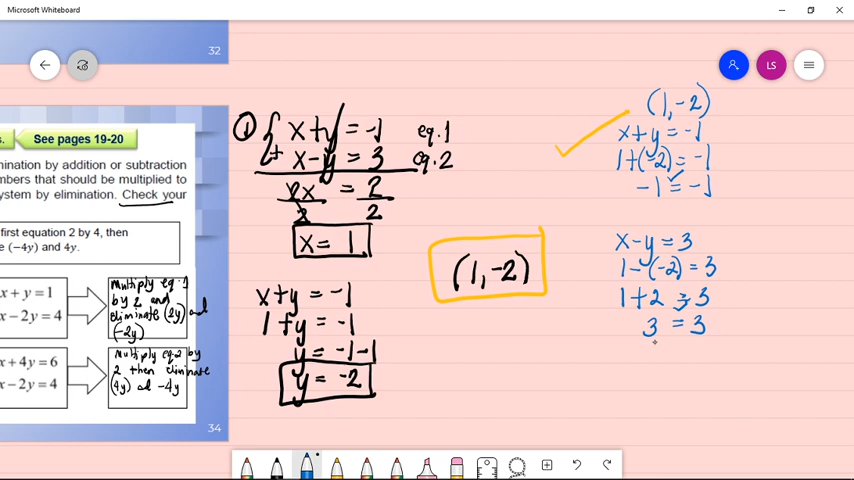 Microsoft Whiteboard
32
s.
See pages 19-20
ination by addition or subtraction
nbers that should be multiplied to
ystem by elimination. Check your
first equation 2 by 4, then
e (−4y) and 4y.
x + y = 1
x − 2y = 4
Multiply eq. 1
by 2 and
eliminate (2y) and
(-2y)
x + 4y = 6
x − 2y = 4
Multiply eq.2 by
2 then eliminate
(4y) and -4y
34
1
x+y = -1 eq.1
+ x-y = 3 eq.2
2x = 2
2 2
x = 1
x+y = -1
1+y = -1
y = -1-1
y = -2
(1,-2)
(1,-2)
x+y = -1
1+(-2) = -1
-1 = -1
x-y = 3
1-(-2) = 3
1+2 = 3
3 = 3
LS